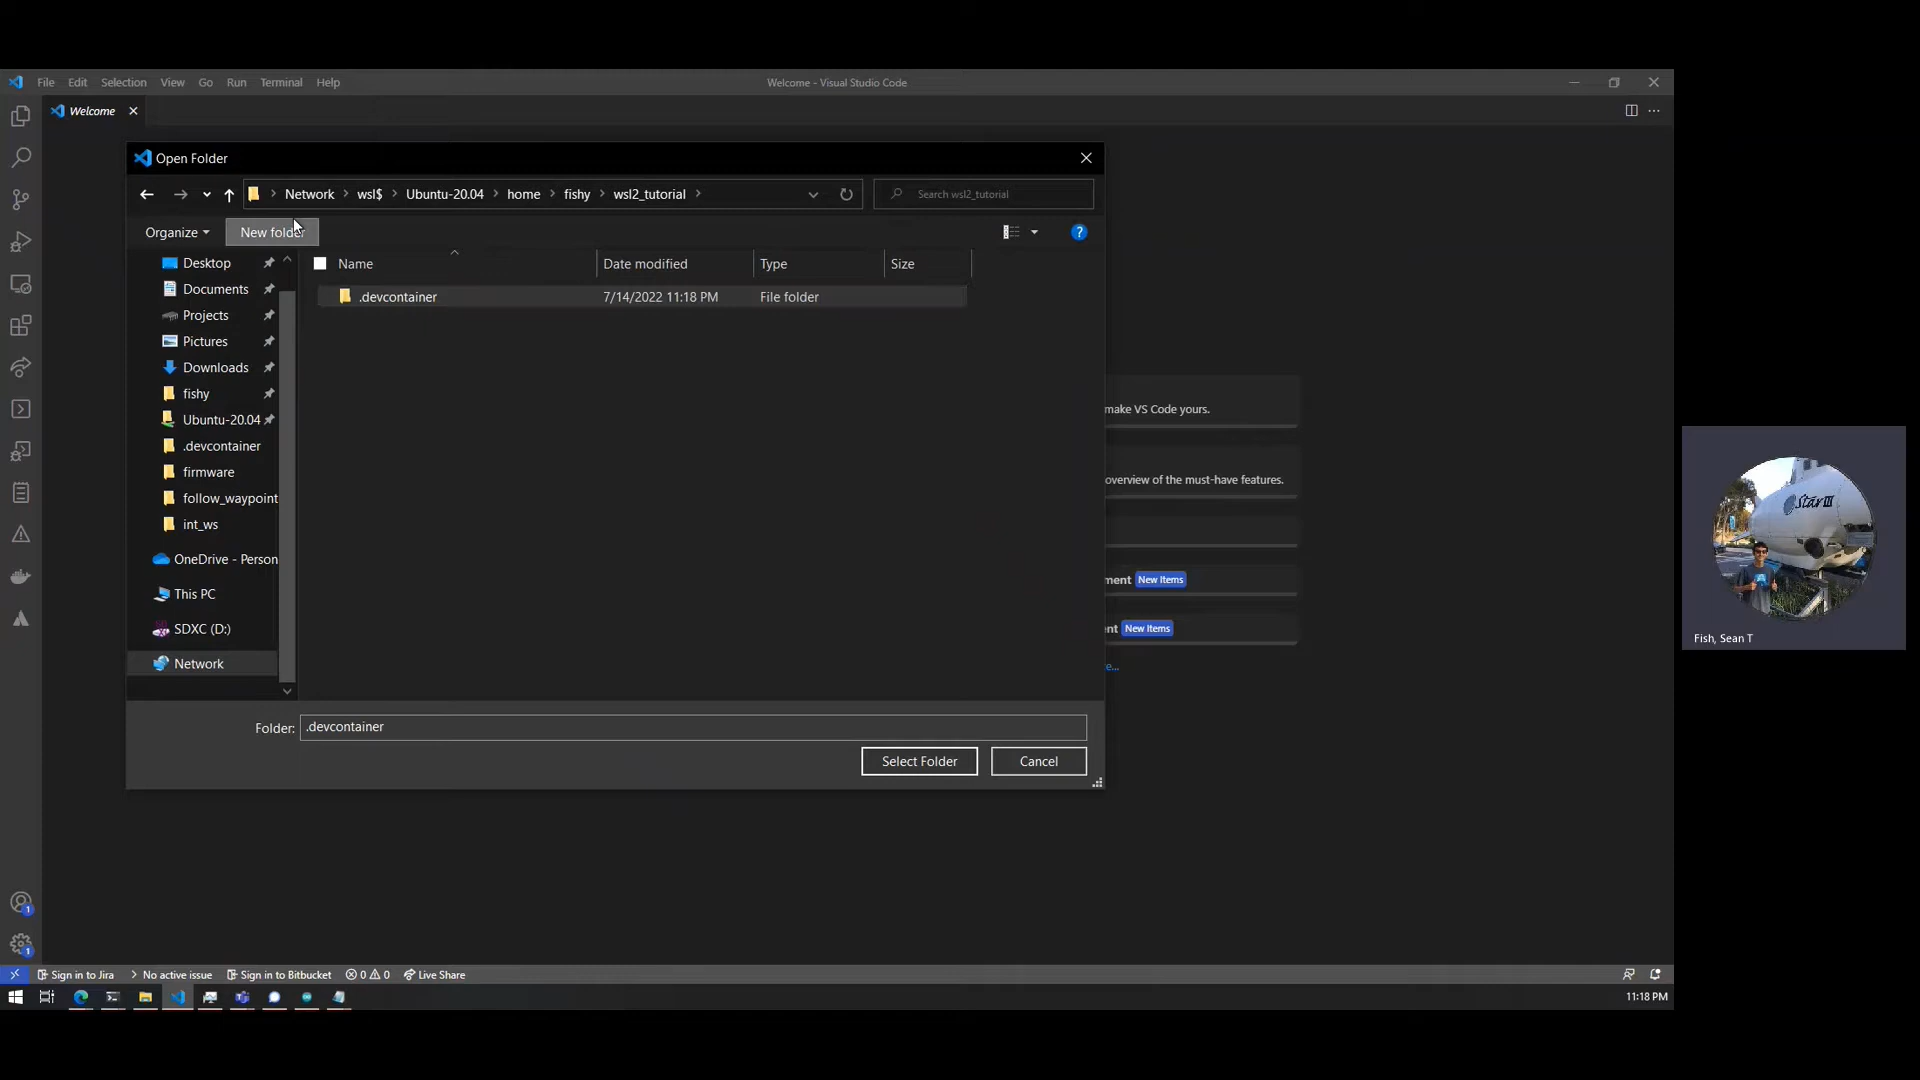 File Edit Selection View Go Run Terminal Help
Welcome - Visual Studio Code
Welcome
Open Folder
Network wsl$ Ubuntu-20.04 home fishy wsl2_tutorial
Search wsl2_tutorial
Organize
New folder
Name Date modified Type Size
.devcontainer 7/14/2022 11:18 PM File folder
Desktop
Documents
Projects
Pictures
Downloads
fishy
Ubuntu-20.04
.devcontainer
firmware
follow_waypoint
int_ws
OneDrive - Person
This PC
SDXC (D:)
Network
Folder: .devcontainer
Select Folder Cancel
make VS Code yours.
overview of the must-have features.
ment New Items
ent New Items
e...
Star III
Fish, Sean T
1
1
Sign in to Jira No active issue Sign in to Bitbucket 0 0 Live Share
11:18 PM